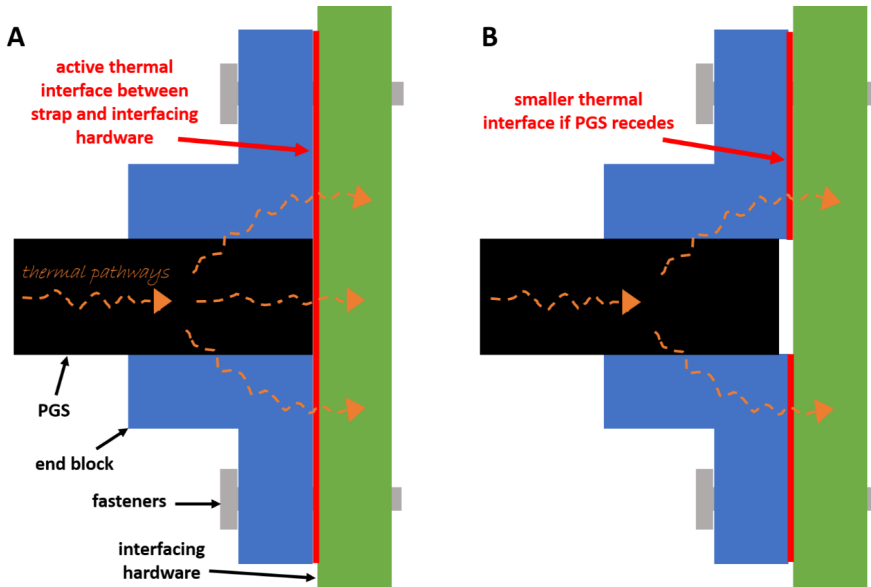 A
active thermal
interface between
strap and interfacing
hardware
thermal pathways
PGS
end block
fasteners
interfacing
hardware
B
smaller thermal
interface if PGS recedes